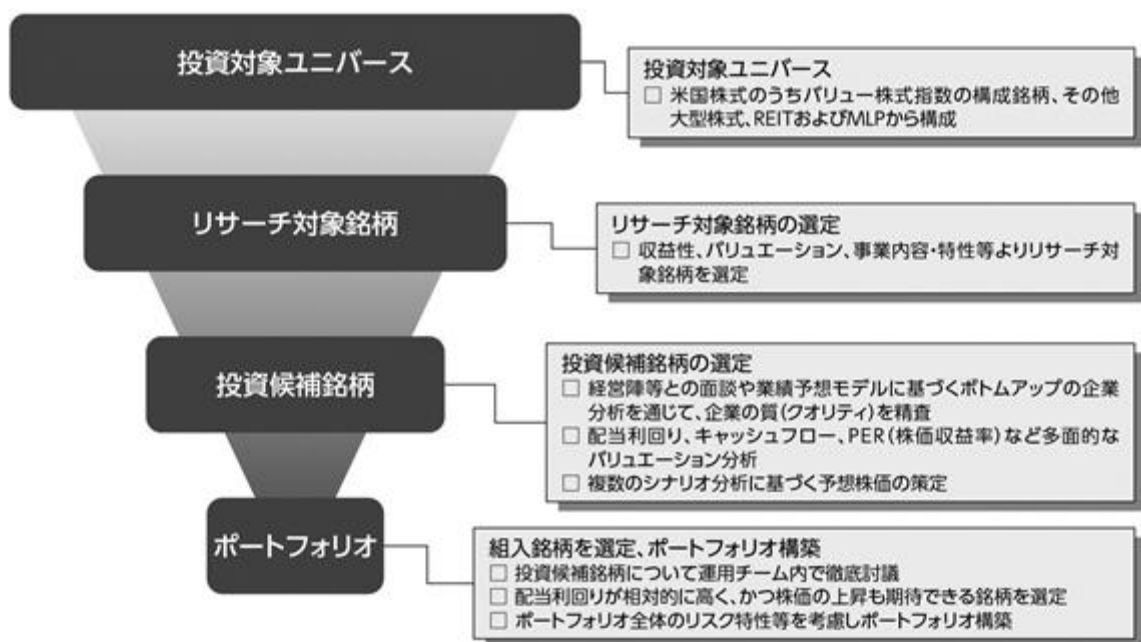 投資対象ユニバース
投資対象ユニバース
□ 米国株式のうちバリュー株式指数の構成銘柄、その他
大型株式、REITおよびMLPから構成
リサーチ対象銘柄
リサーチ対象銘柄の選定
□ 収益性、バリュエーション、事業内容・特性等よりリサーチ対
象銘柄を選定
投資候補銘柄
投資候補銘柄の選定
□ 経営陣等との面談や業績予想モデルに基づくボトムアップの企業
分析を通じて、企業の質(クオリティ)を精査
□ 配当利回り、キャッシュフロー、PER(株価収益率)など多面的な
バリュエーション分析
□ 複数のシナリオ分析に基づく予想株価の策定
ポートフォリオ
組入銘柄を選定、ポートフォリオ構築
□ 投資候補銘柄について運用チーム内で徹底討議
□ 配当利回りが相対的に高く、かつ株価の上昇も期待できる銘柄を選定
□ ポートフォリオ全体のリスク特性等を考慮しポートフォリオ構築